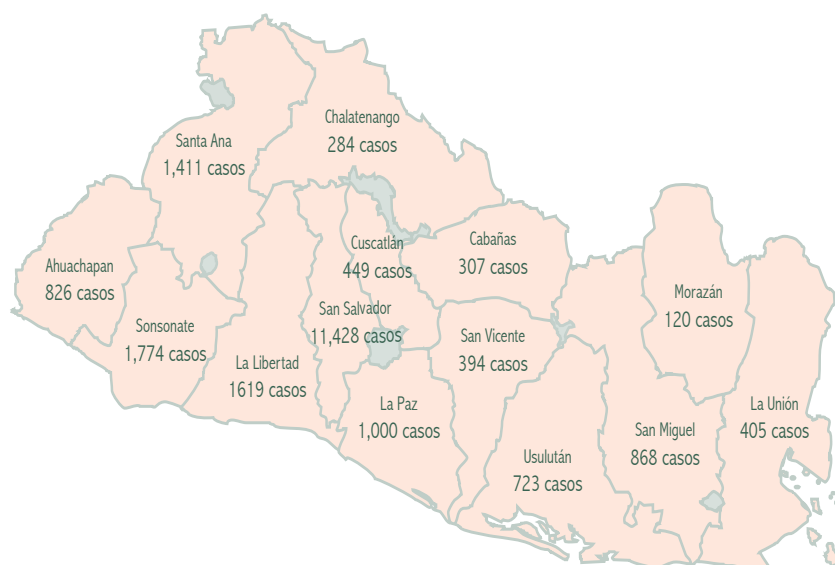 Chalatenango
284 casos
Santa Ana
1,411 casos
Cuscatlán
449 casos
Cabañas
307 casos
Ahuachapan
826 casos
Morazán
120 casos
San Salvador
11,428 casos
Sonsonate
1,774 casos
San Vicente
394 casos
La Libertad
1619 casos
La Paz
1,000 casos
La Unión
405 casos
San Miguel
868 casos
Usulután
723 casos